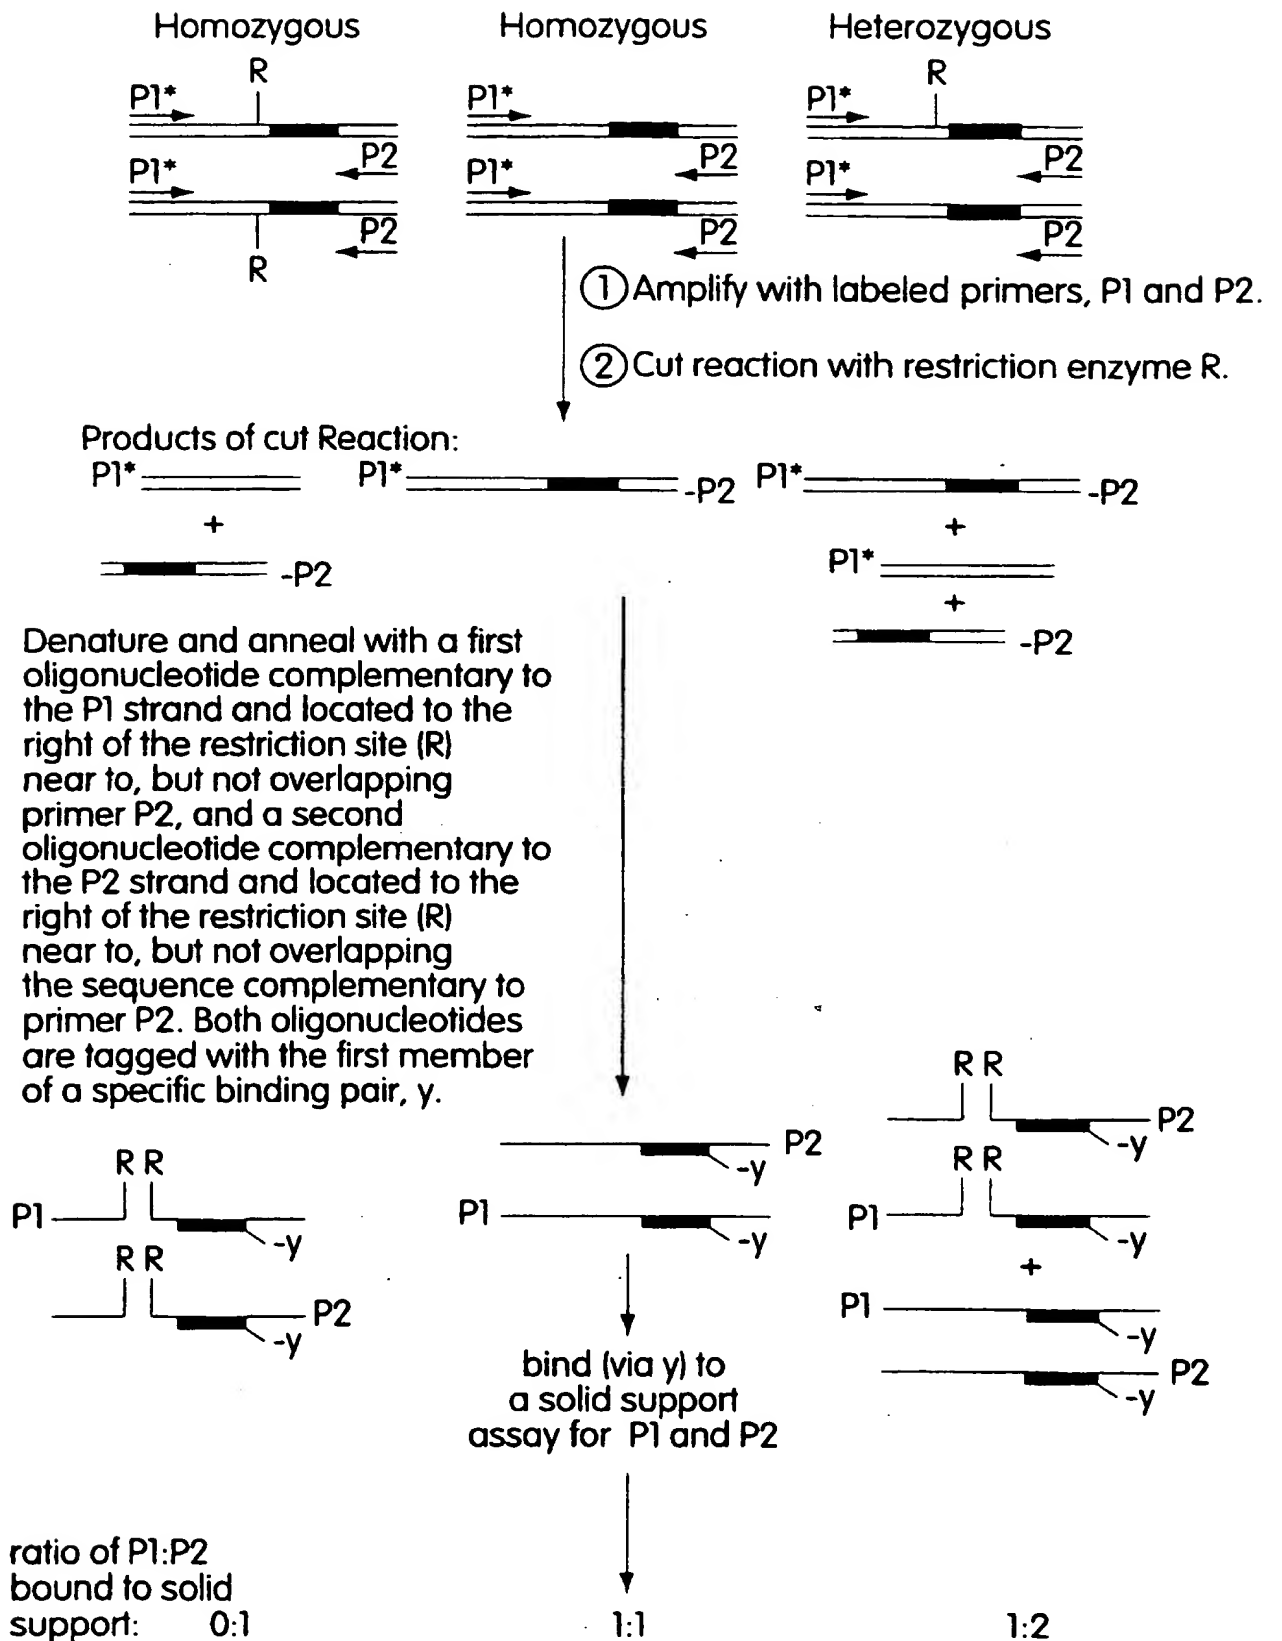 Homozygous Homozygous Heterozygous
R R
P1* P1* P1*
P1* P2 P1* P2 P1* P2
P2 P2 P2
R
① Amplify with labeled primers, P1 and P2.
② Cut reaction with restriction enzyme R.
Products of cut Reaction:
P1* P1* -P2 P1* -P2
+ +
-P2 P1*
+
-P2
Denature and anneal with a first
oligonucleotide complementary to
the P1 strand and located to the
right of the restriction site (R)
near to, but not overlapping
primer P2, and a second
oligonucleotide complementary to
the P2 strand and located to the
right of the restriction site (R)
near to, but not overlapping
the sequence complementary to
primer P2. Both oligonucleotides
are tagged with the first member
of a specific binding pair, y.
R R
P2
-y
R R P2 R R
-y
P1 P1 P1
-y -y -y
R R +
P2 P1
-y -y
P2
-y
bind (via y) to
a solid support
assay for P1 and P2
ratio of P1:P2
bound to solid
support: 0:1 1:1 1:2